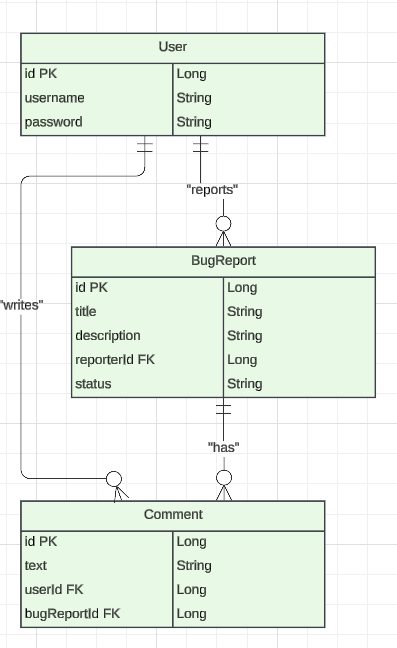 User
id PK Long
username String
password String
"reports"
BugReport
id PK Long
title String
"writes"
description String
reporterId FK Long
status String
"has"
Comment
id PK Long
text String
userId FK Long
bugReportId FK Long